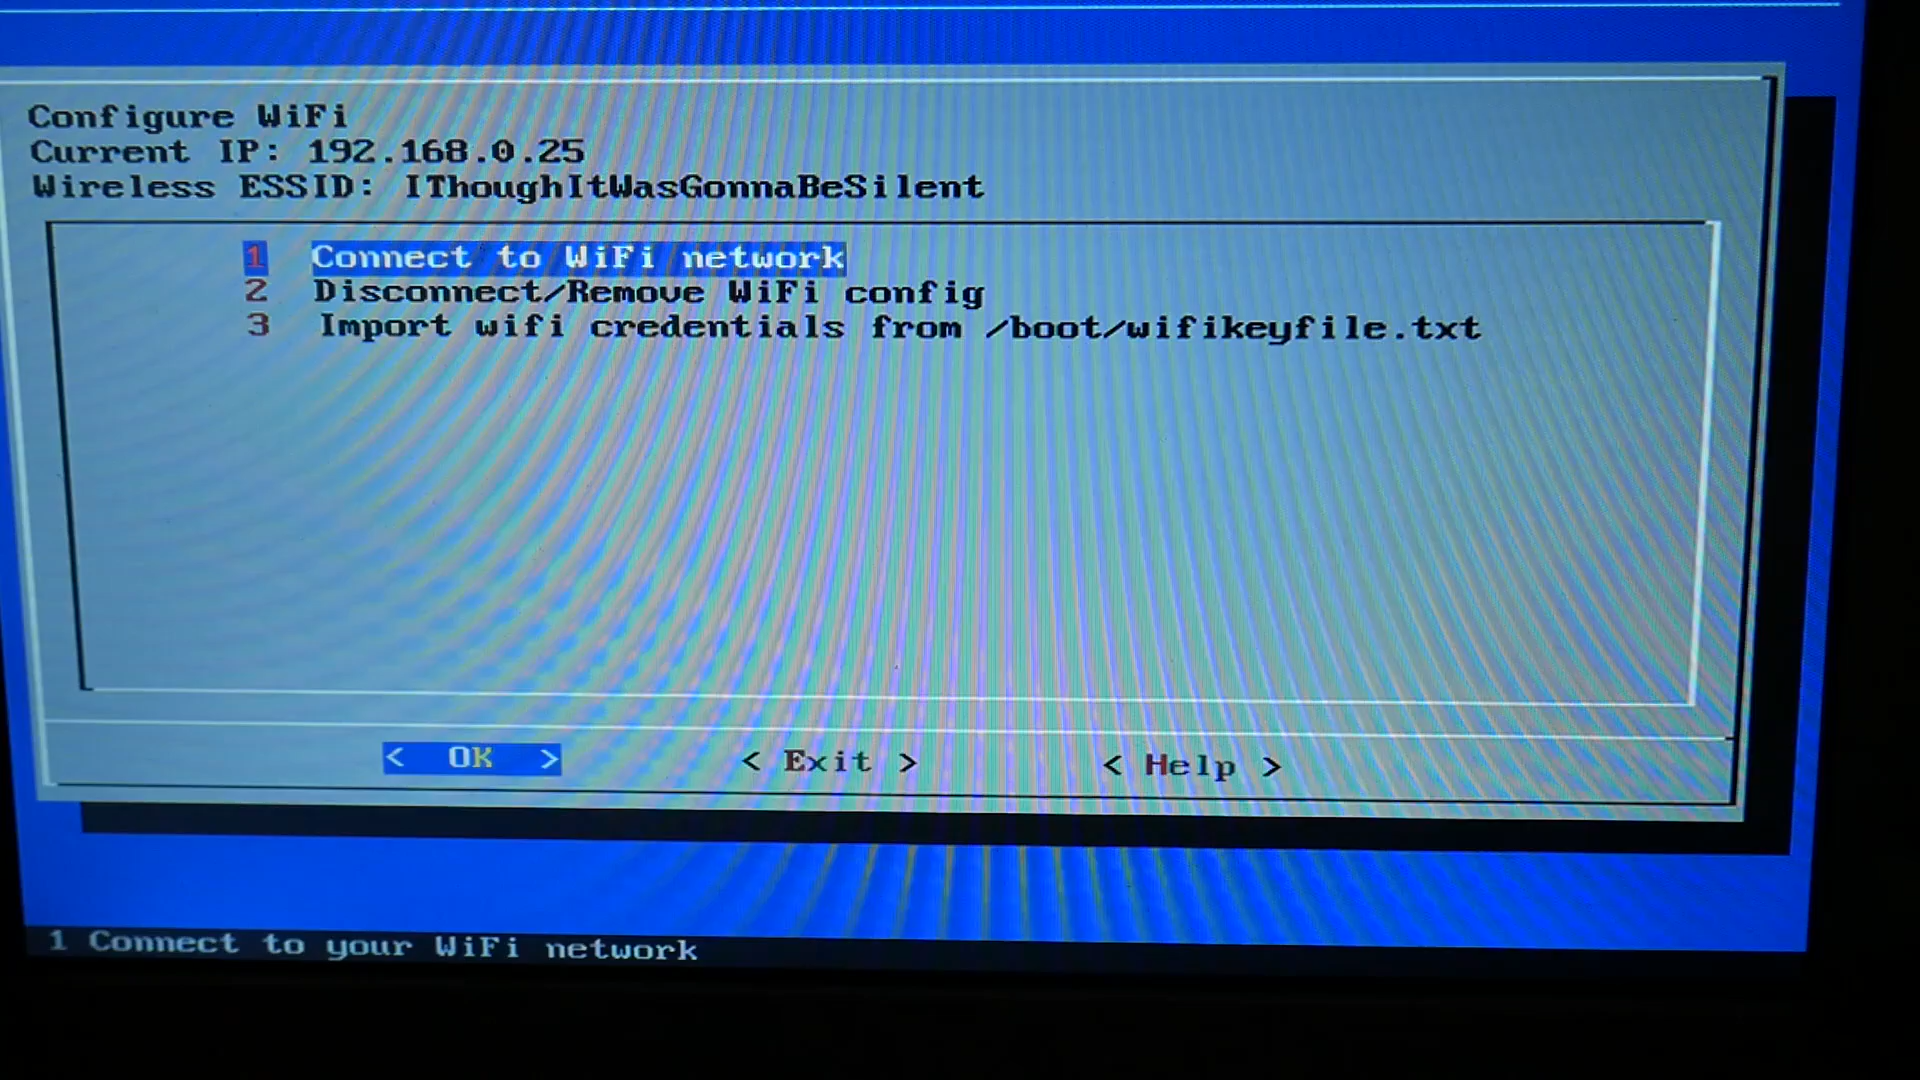 Configure WiFi
Current IP: 192.168.0.25
Wireless ESSID: IThoughItWasGonnaBeSilent
1 Connect to WiFi network
2 Disconnect/Remove WiFi config
3 Import wifi credentials from /boot/wifikeyfile.txt
< OK > < Exit > < Help >
1 Connect to your WiFi network